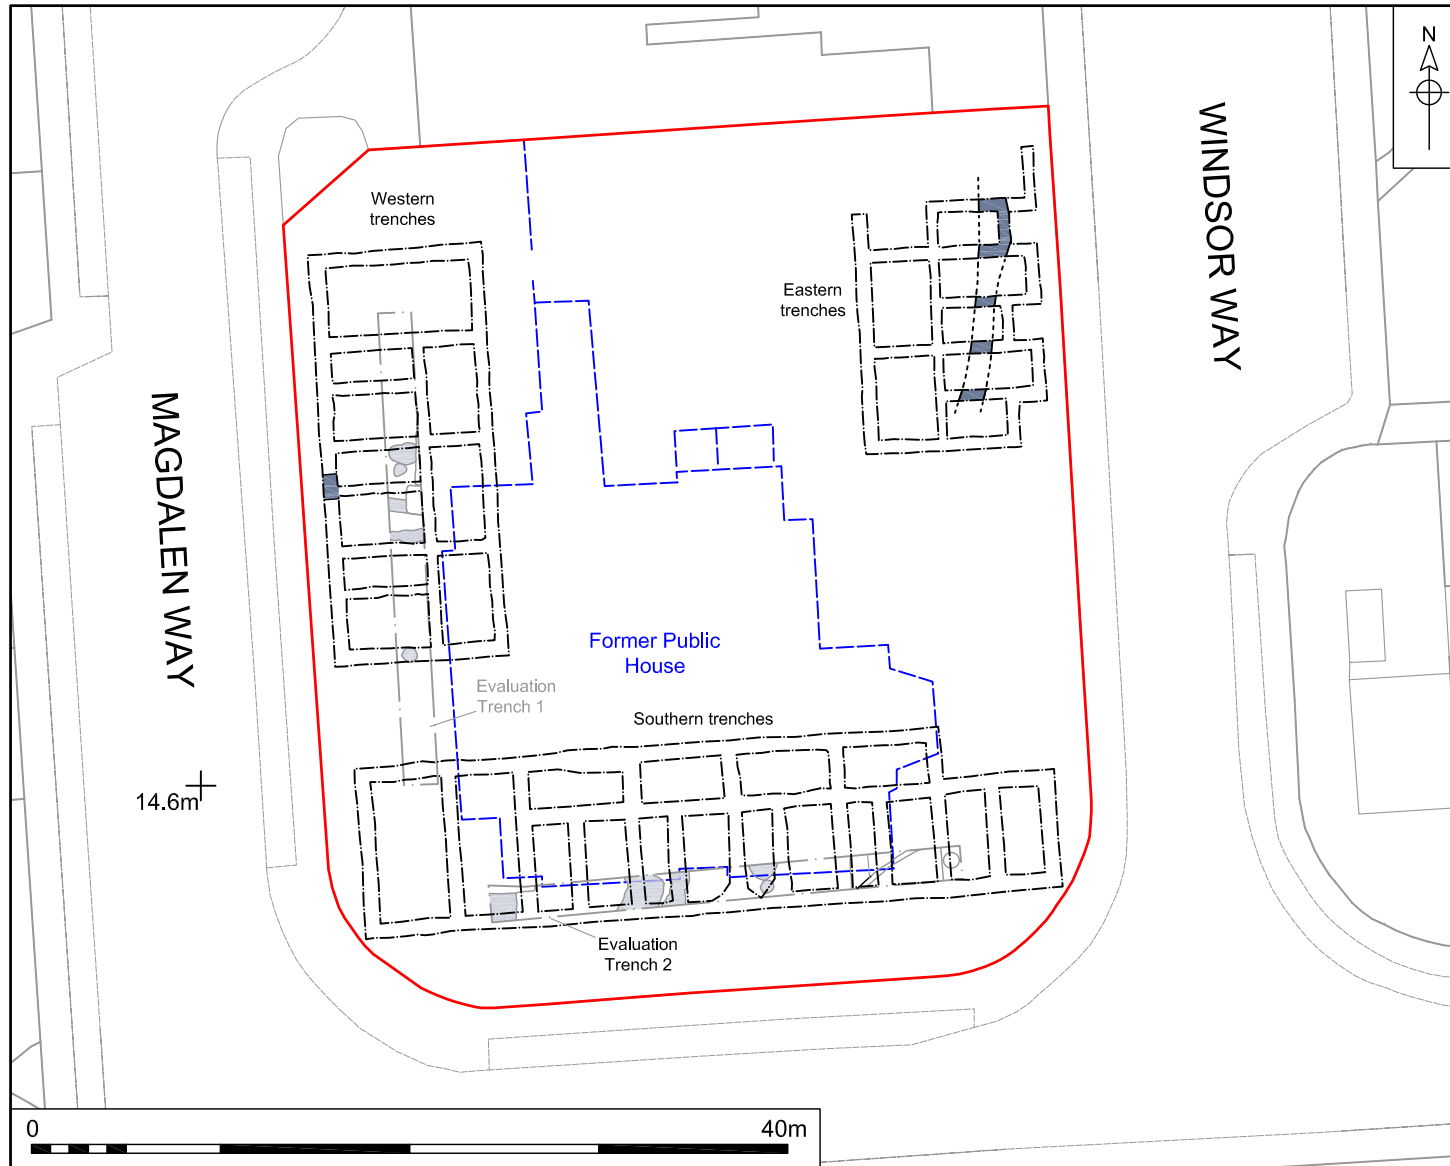 N
WINDSOR WAY
Western
trenches
Eastern
trenches
MAGDALEN WAY
Former Public
House
Evaluation
Trench 1
Southern trenches
14.6m
Evaluation
Trench 2
0
40m